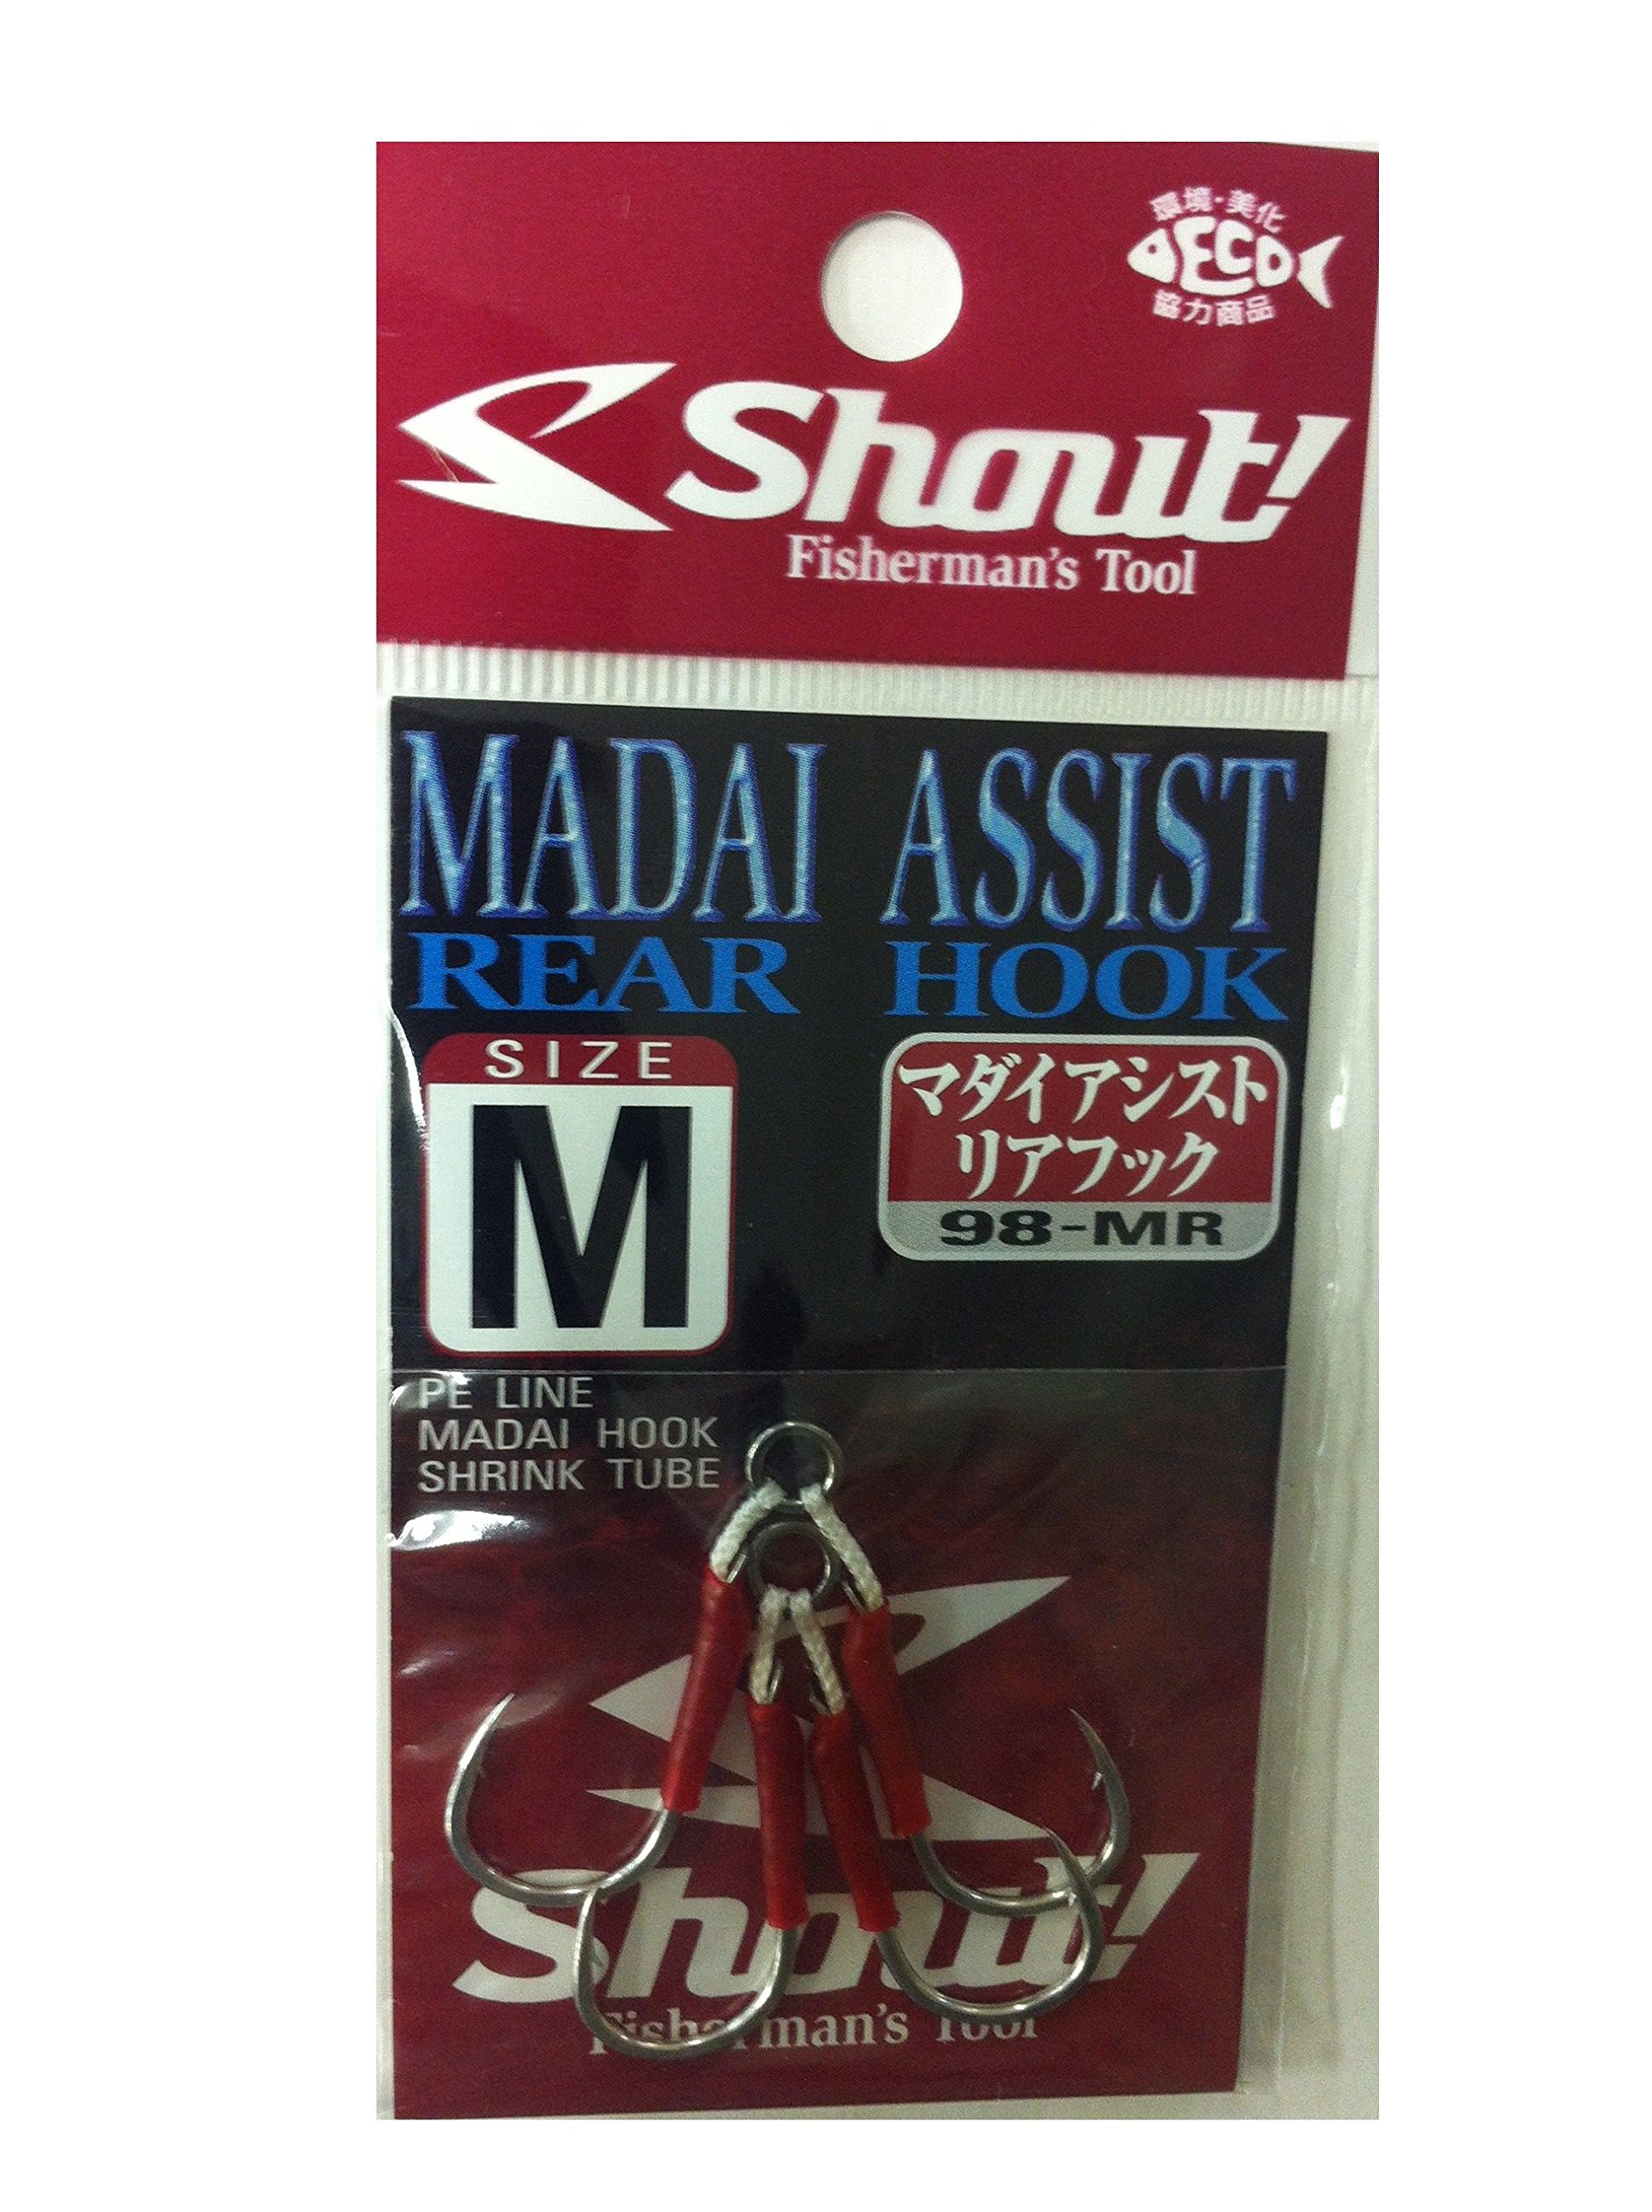 環境・美化
ECO
協力商品
Shout!
Fisherman's Tool
MADAI ASSIST
REAR HOOK
SIZE
M
マダイアシスト
リアフック
98-MR
PE LINE
MADAI HOOK
SHRINK TUBE
Shout!
Fisherman's Tool